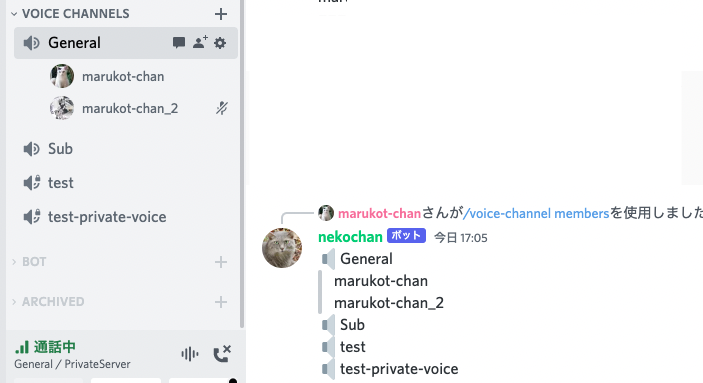 VOICE CHANNELS
General
marukot-chan
marukot-chan_2
Sub
test
test-private-voice
BOT
ARCHIVED
通話中
General / PrivateServer
marukot-chanさんが/voice-channel membersを使用しました
nekochan ボット 今日 17:05
General
marukot-chan
marukot-chan_2
Sub
test
test-private-voice